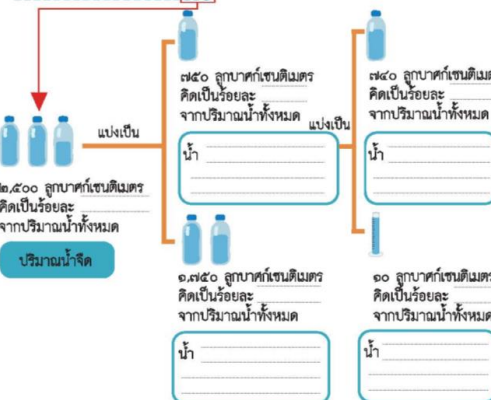 ๗๕๐ ลูกบาศก์เซนติเมตร
คิดเป็นร้อยละ
จากปริมาณน้ำทั้งหมด
น้ำ
แบ่งเป็น
๒,๕๐๐ ลูกบาศก์เซนติเมตร
คิดเป็นร้อยละ
จากปริมาณน้ำทั้งหมด
ปริมาณน้ำจืด
๑,๗๕๐ ลูกบาศก์เซนติเมตร
คิดเป็นร้อยละ
จากปริมาณน้ำทั้งหมด
น้ำ
แบ่งเป็น
๗๔๐ ลูกบาศก์เซนติเมตร
คิดเป็นร้อยละ
จากปริมาณน้ำทั้งหมด
น้ำ
๑๐ ลูกบาศก์เซนติเมตร
คิดเป็นร้อยละ
จากปริมาณน้ำทั้งหมด
น้ำ